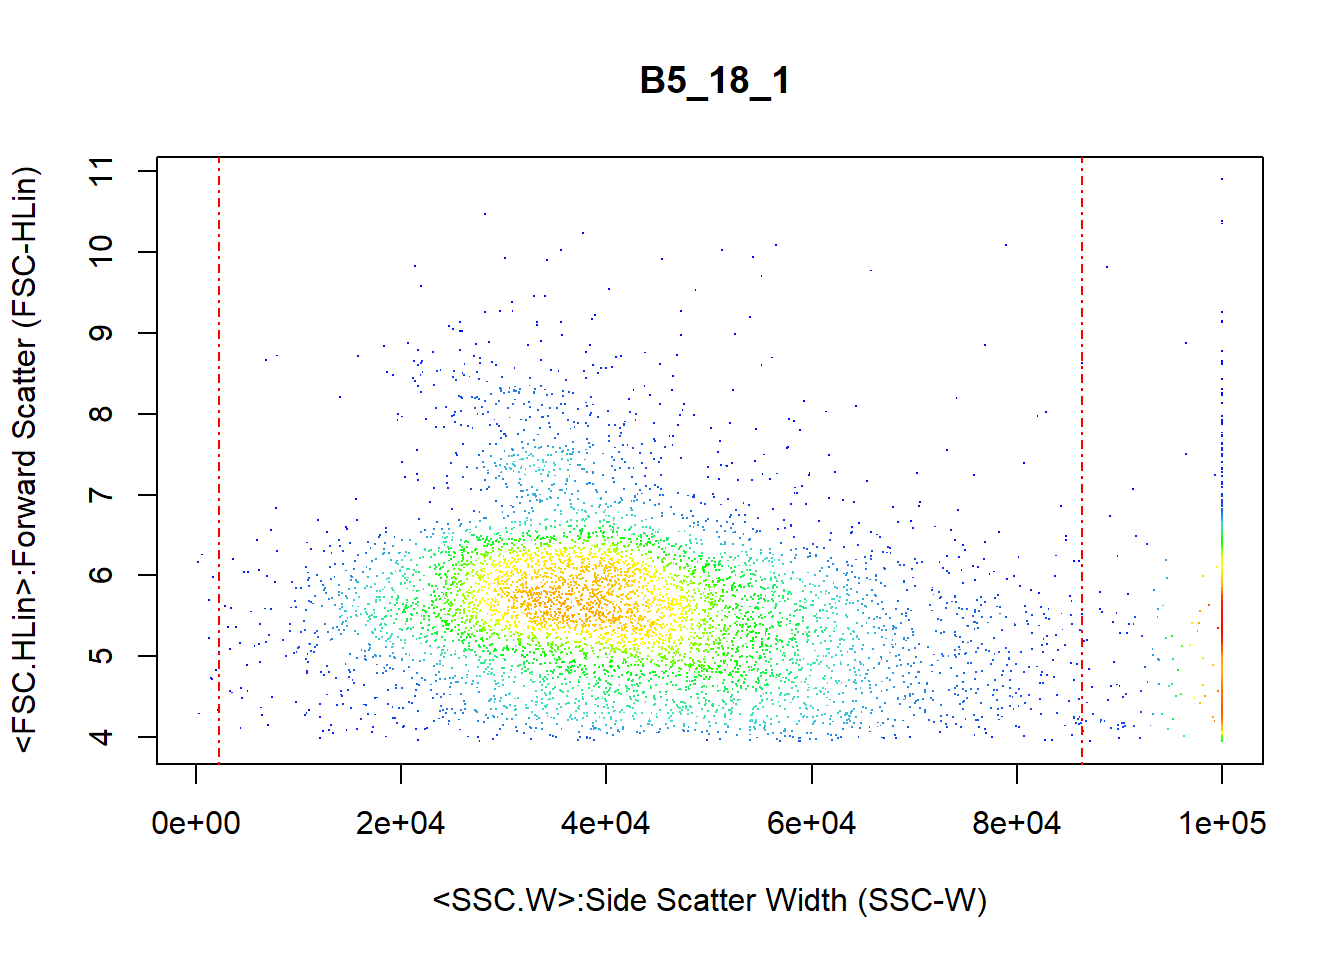 B5_18_1
<FSC.HLin>:Forward Scatter (FSC-HLin)
11
10
9
8
7
6
5
4
0e+00 2e+04 4e+04 6e+04 8e+04 1e+05
<SSC.W>:Side Scatter Width (SSC-W)